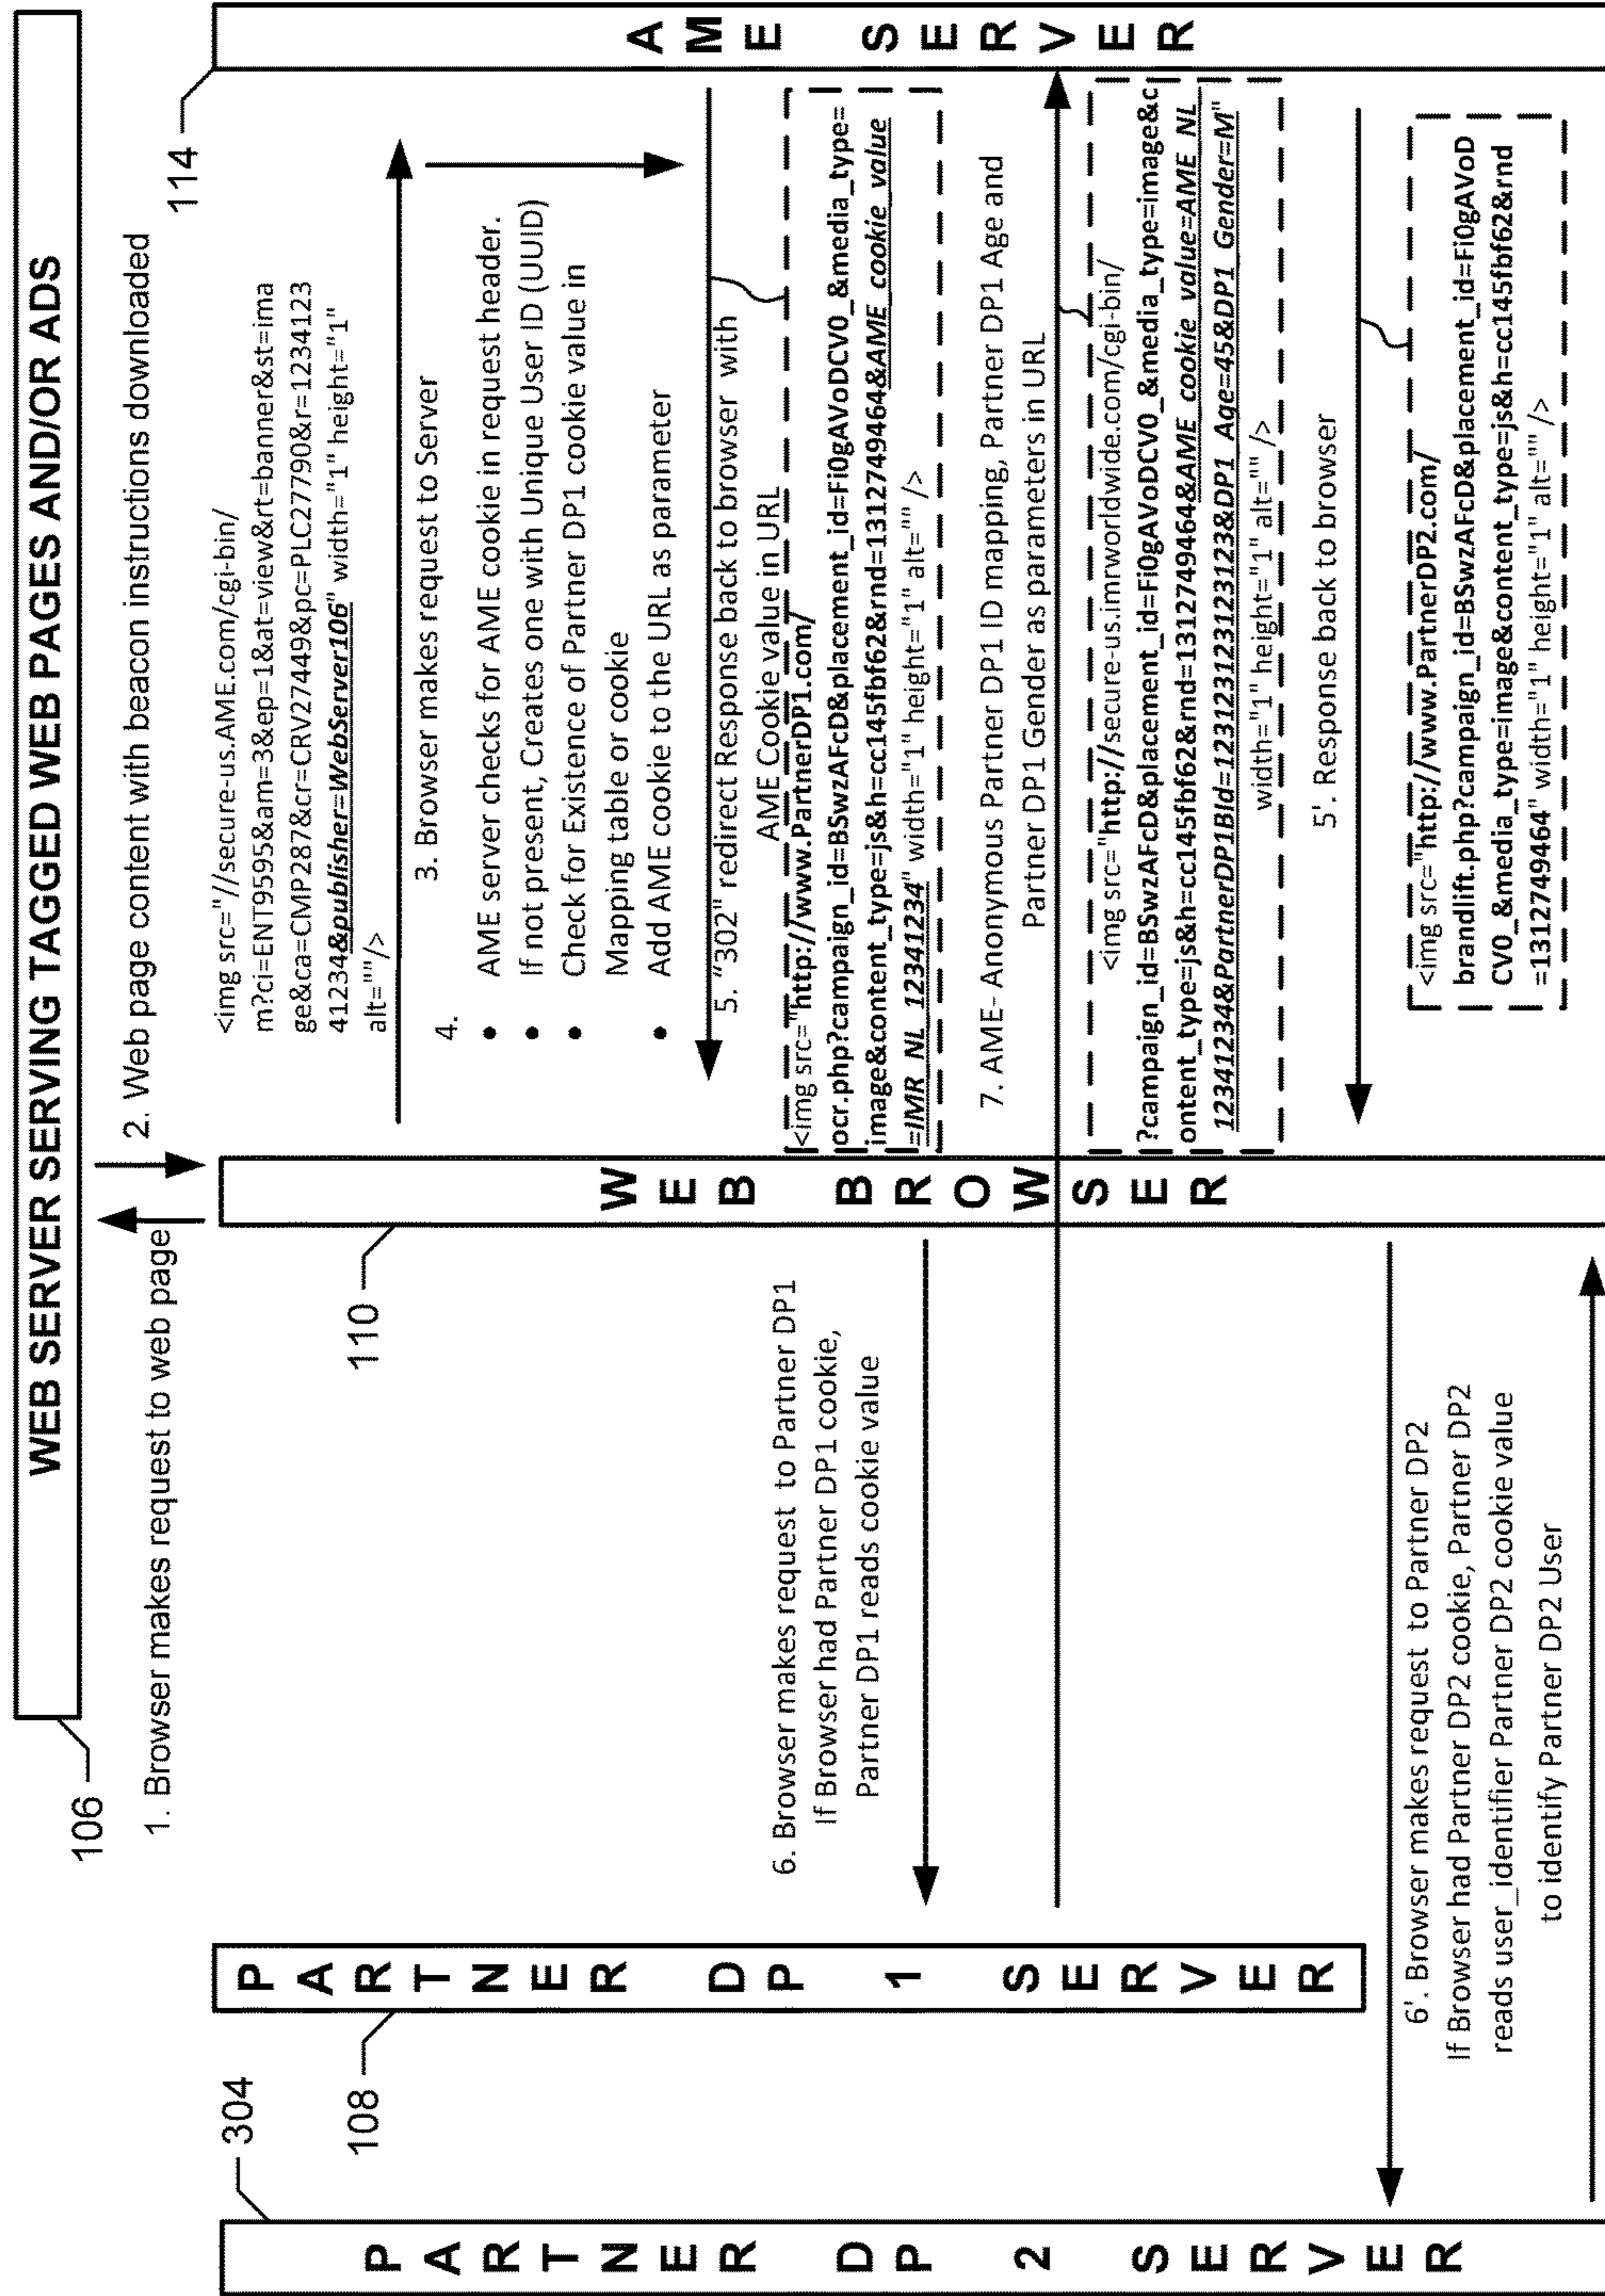 WEB SERVER SERVING TAGGED WEB PAGES AND/OR ADS
106
1. Browser makes request to web page
2. Web page content with beacon instructions downloaded
304
PARTNER DP 2 SERVER
108
PARTNER DP 1 SERVER
110
WEB BROWSER
114
AME SERVER
<img src="//secure-us.AME.com/cgi-bin/
m?ci=ENT9595&am=3&ep=1&at=view&rt=banner&st=ima
ge&ca=CMP287&cr=CRV27449&pc=PLC27790&r=1234123
41234&publisher=WebServer106" width="1" height="1"
alt=""/>
3. Browser makes request to Server
4.
• AME server checks for AME cookie in request header.
• If not present, Creates one with Unique User ID (UUID)
• Check for Existence of Partner DP1 cookie value in
Mapping table or cookie
• Add AME cookie to the URL as parameter
5. "302" redirect Response back to browser with
AME Cookie value in URL
<img src="http://www.PartnerDP1.com/
ocr.php?campaign_id=BSwzAFcD&placement_id=Fi0gAVoDCV0_&media_type=
image&content_type=js&h=cc145fbf62&rnd=1312749464&AME_cookie_value
=IMR_NL_12341234" width="1" height="1" alt="" />
6. Browser makes request to Partner DP1
If Browser had Partner DP1 cookie,
Partner DP1 reads cookie value
7. AME- Anonymous Partner DP1 ID mapping, Partner DP1 Age and
Partner DP1 Gender as parameters in URL
<img src="http://secure-us.imrworldwide.com/cgi-bin/
?campaign_id=BSwzAFcD&placement_id=Fi0gAVoDCV0_&media_type=image&c
ontent_type=js&h=cc145fbf62&rnd=1312749464&AME_cookie_value=AME_NL_
12341234&PartnerDP1BId=123123123123123&DP1_Age=45&DP1_Gender=M"
width="1" height="1" alt="" />
5'. Response back to browser
<img src="http://www.PartnerDP2.com/
brandlift.php?campaign_id=BSwzAFcD&placement_id=Fi0gAVoD
CV0_&media_type=image&content_type=js&h=cc145fbf62&rnd
=1312749464" width="1" height="1" alt="" />
6'. Browser makes request to Partner DP2
If Browser had Partner DP2 cookie, Partner DP2
reads user_identifier Partner DP2 cookie value
to identify Partner DP2 User